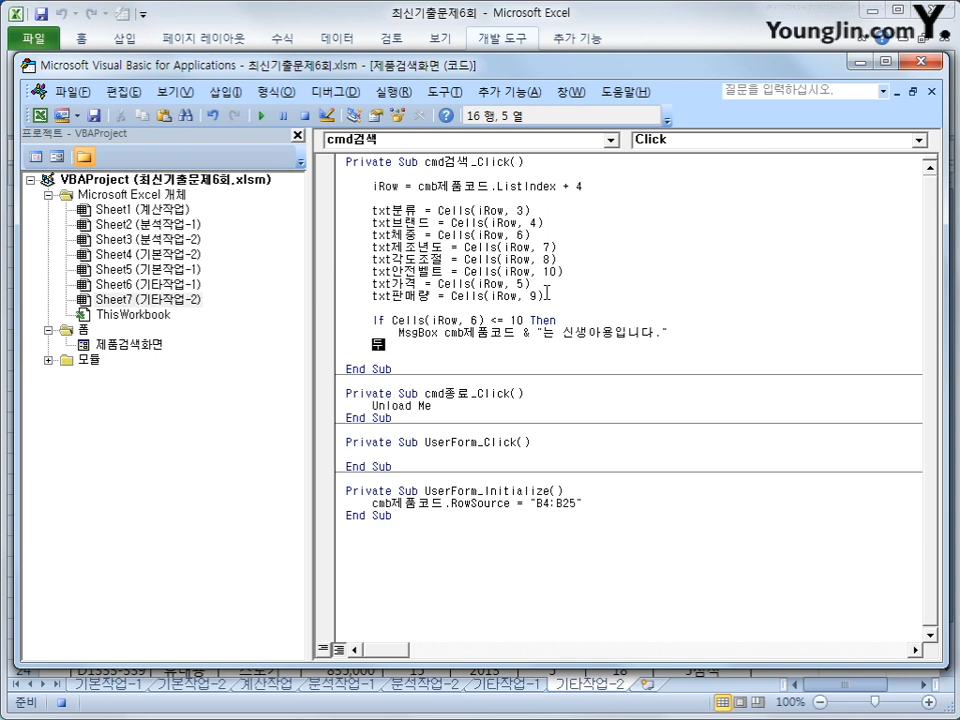 최신기출문제6회 - Microsoft Excel
YoungJin.com Y.
파일 홈 삽입 페이지 레이아웃 수식 데이터 검토 보기 개발 도구 추가 기능
Microsoft Visual Basic for Applications - 최신기출문제6회.xlsm - [제품검색화면 (코드)]
파일(F) 편집(E) 보기(V) 삽입(I) 형식(O) 디버그(D) 실행(R) 도구(T) 추가 기능(A) 창(W) 도움말(H) 질문을 입력하십시오.
16 행, 5 열
프로젝트 - VBAProject
cmd검색 Click
VBAProject (최신기출문제6회.xlsm)
Microsoft Excel 개체
Sheet1 (계산작업)
Sheet2 (분석작업-1)
Sheet3 (분석작업-2)
Sheet4 (기본작업-2)
Sheet5 (기본작업-1)
Sheet6 (기타작업-1)
Sheet7 (기타작업-2)
ThisWorkbook
폼
제품검색화면
모듈
Private Sub cmd검색_Click()
iRow = cmb제품코드.ListIndex + 4
txt분류 = Cells(iRow, 3)
txt브랜드 = Cells(iRow, 4)
txt체중 = Cells(iRow, 6)
txt제조년도 = Cells(iRow, 7)
txt각도조절 = Cells(iRow, 8)
txt안전벨트 = Cells(iRow, 10)
txt가격 = Cells(iRow, 5)
txt판매량 = Cells(iRow, 9)
If Cells(iRow, 6) <= 10 Then
MsgBox cmb제품코드 & "는 신생아용입니다."
두
End Sub
Private Sub cmd종료_Click()
Unload Me
End Sub
Private Sub UserForm_Click()
End Sub
Private Sub UserForm_Initialize()
cmb제품코드.RowSource = "B4:B25"
End Sub
기본작업-1 기본작업-2 계산작업 분석작업-1 분석작업-2 기타작업-1 기타작업-2
준비 100%